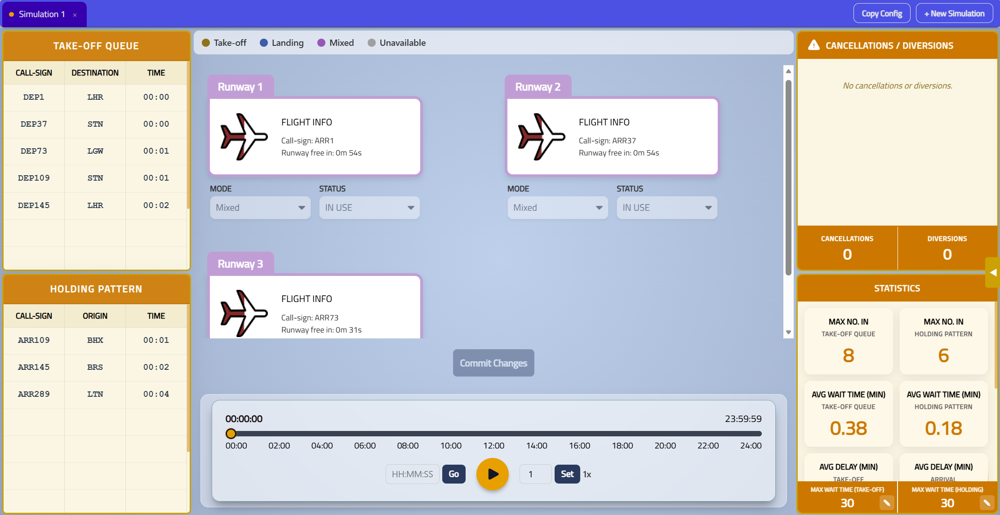 Simulation 1 ×
Copy Config
+ New Simulation
TAKE-OFF QUEUE
CALL-SIGN DESTINATION TIME
DEP1 LHR 00:00
DEP37 STN 00:00
DEP73 LGW 00:01
DEP109 STN 00:01
DEP145 LHR 00:02
HOLDING PATTERN
CALL-SIGN ORIGIN TIME
ARR109 BHX 00:01
ARR145 BRS 00:02
ARR289 LTN 00:04
Take-off Landing Mixed Unavailable
Runway 1
FLIGHT INFO
Call-sign: ARR1
Runway free in: 0m 54s
MODE STATUS
Mixed IN USE
Runway 2
FLIGHT INFO
Call-sign: ARR37
Runway free in: 0m 54s
MODE STATUS
Mixed IN USE
Runway 3
FLIGHT INFO
Call-sign: ARR73
Runway free in: 0m 31s
Commit Changes
00:00:00 23:59:59
00:00 02:00 04:00 06:00 08:00 10:00 12:00 14:00 16:00 18:00 20:00 22:00 24:00
HH:MM:SS Go 1 Set 1x
CANCELLATIONS / DIVERSIONS
No cancellations or diversions.
CANCELLATIONS
0
DIVERSIONS
0
STATISTICS
MAX NO. IN
TAKE-OFF QUEUE
8
MAX NO. IN
HOLDING PATTERN
6
AVG WAIT TIME (MIN)
TAKE-OFF QUEUE
0.38
AVG WAIT TIME (MIN)
HOLDING PATTERN
0.18
AVG DELAY (MIN)
TAKE-OFF
AVG DELAY (MIN)
ARRIVAL
MAX WAIT TIME (TAKE-OFF)
30
MAX WAIT TIME (HOLDING)
30